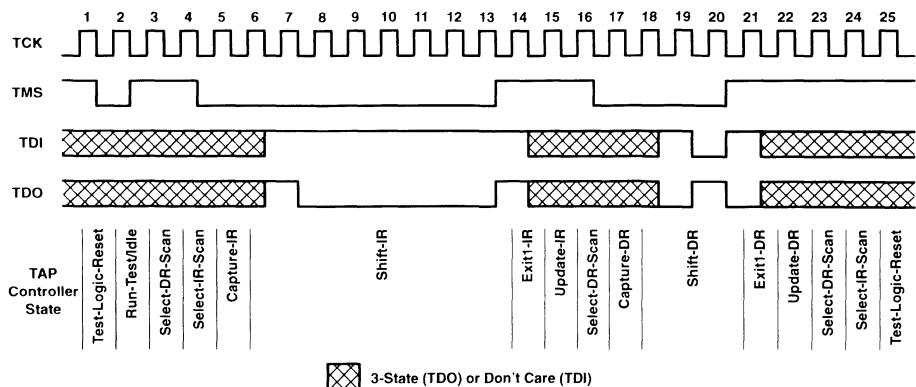 1 2 3 4 5 6 7 8 9 10 11 12 13 14 15 16 17 18 19 20 21 22 23 24 25
TCK
TMS
TDI
TDO
TAP
Controller
State
Test-Logic-Reset
Run-Test/Idle
Select-DR-Scan
Select-IR-Scan
Capture-IR
Shift-IR
Exit1-IR
Update-IR
Select-DR-Scan
Capture-DR
Shift-DR
Exit1-DR
Update-DR
Select-DR-Scan
Select-IR-Scan
Test-Logic-Reset
3-State (TDO) or Don't Care (TDI)